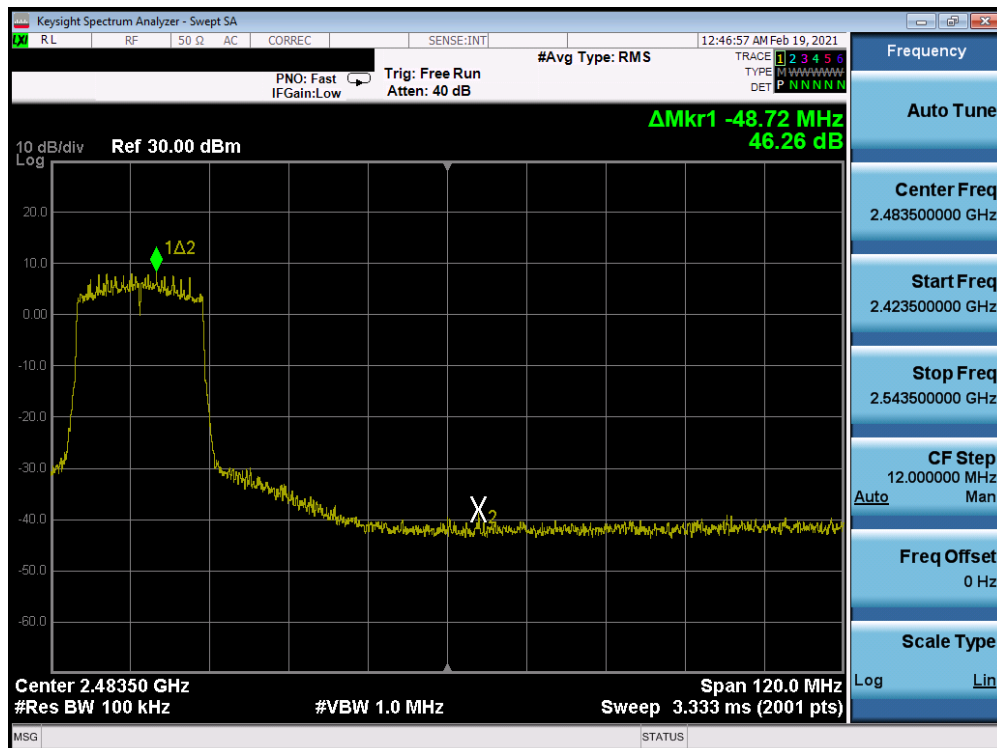 Keysight Spectrum Analyzer - Swept SA
LXI RL RF 50 Ω AC CORREC SENSE:INT 12:46:57 AM Feb 19, 2021
#Avg Type: RMS
TRACE 1 2 3 4 5 6
TYPE M WWWWW
DET P N N N N N
PNO: Fast
IFGain:Low
Trig: Free Run
Atten: 40 dB
ΔMkr1 -48.72 MHz
46.26 dB
10 dB/div Ref 30.00 dBm
Log
20.0
10.0
0.00
-10.0
-20.0
-30.0
-40.0
-50.0
-60.0
1Δ2
X2
Center 2.48350 GHz Span 120.0 MHz
#Res BW 100 kHz #VBW 1.0 MHz Sweep 3.333 ms (2001 pts)
MSG STATUS
Frequency
Auto Tune
Center Freq
2.483500000 GHz
Start Freq
2.423500000 GHz
Stop Freq
2.543500000 GHz
CF Step
12.000000 MHz
Auto Man
Freq Offset
0 Hz
Scale Type
Log Lin